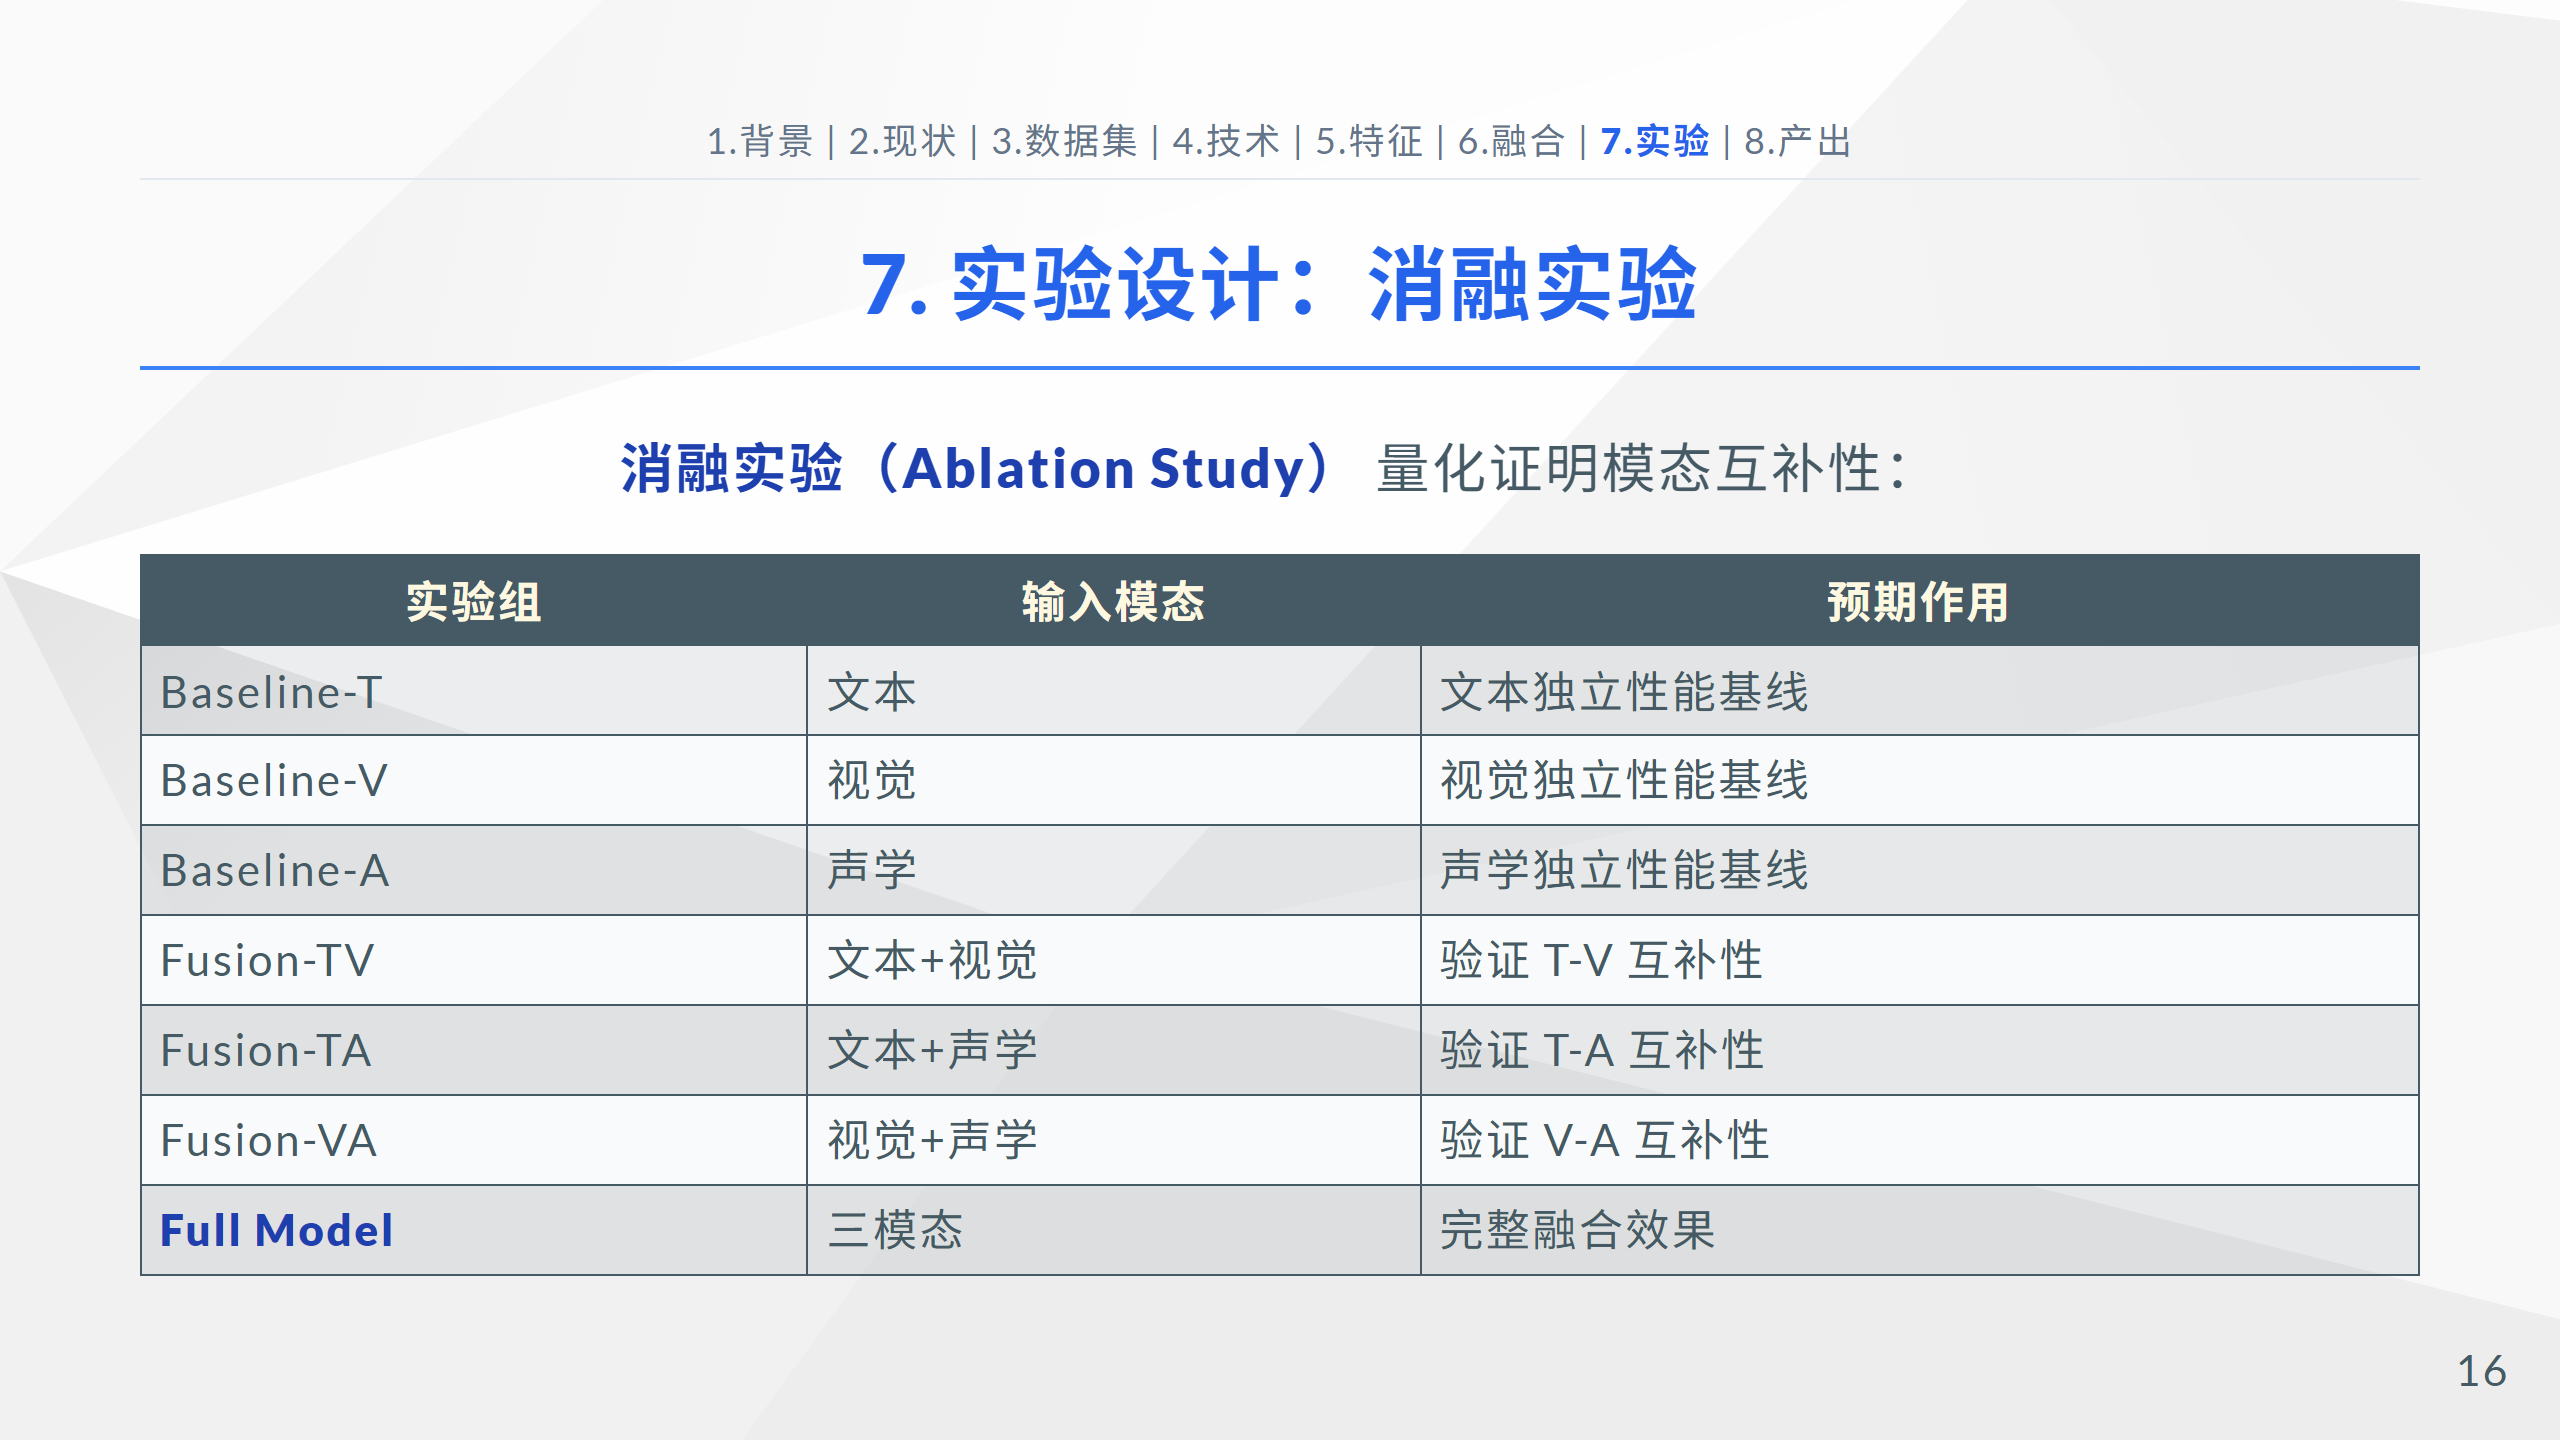 1.背景 | 2.现状 | 3.数据集 | 4.技术 | 5.特征 | 6.融合 | 7.实验 | 8.产出
7. 实验设计：消融实验
消融实验（Ablation Study） 量化证明模态互补性：
实验组 输入模态 预期作用
Baseline-T 文本 文本独立性能基线
Baseline-V 视觉 视觉独立性能基线
Baseline-A 声学 声学独立性能基线
Fusion-TV 文本+视觉 验证 T-V 互补性
Fusion-TA 文本+声学 验证 T-A 互补性
Fusion-VA 视觉+声学 验证 V-A 互补性
Full Model 三模态 完整融合效果
16